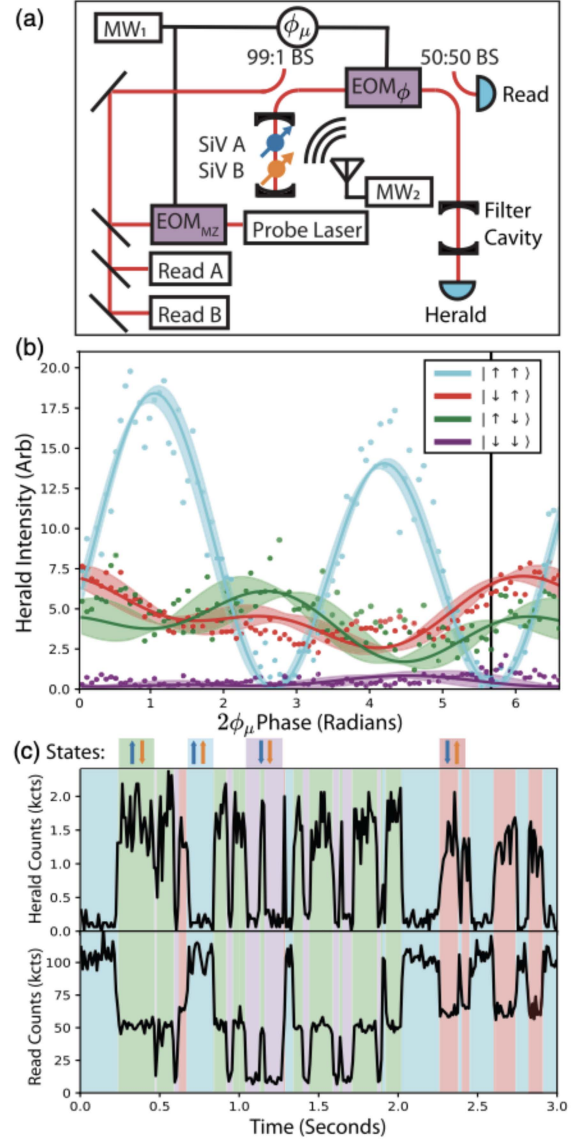 (a)
MW₁
ϕμ
99:1 BS
50:50 BS
EOMϕ
Read
SiV A
SiV B
MW₂
Filter
Cavity
EOM_MZ
Probe Laser
Read A
Read B
Herald
(b)
20.0
17.5
15.0
12.5
10.0
7.5
5.0
2.5
0.0
Herald Intensity (Arb)
| ↑ ↑ ⟩
| ↓ ↑ ⟩
| ↑ ↓ ⟩
| ↓ ↓ ⟩
0 1 2 3 4 5 6
2ϕμ Phase (Radians)
(c) States:
2.0
1.5
1.0
0.5
0.0
Herald Counts (kcts)
100
75
50
25
0
Read Counts (kcts)
0.0 0.5 1.0 1.5 2.0 2.5 3.0
Time (Seconds)